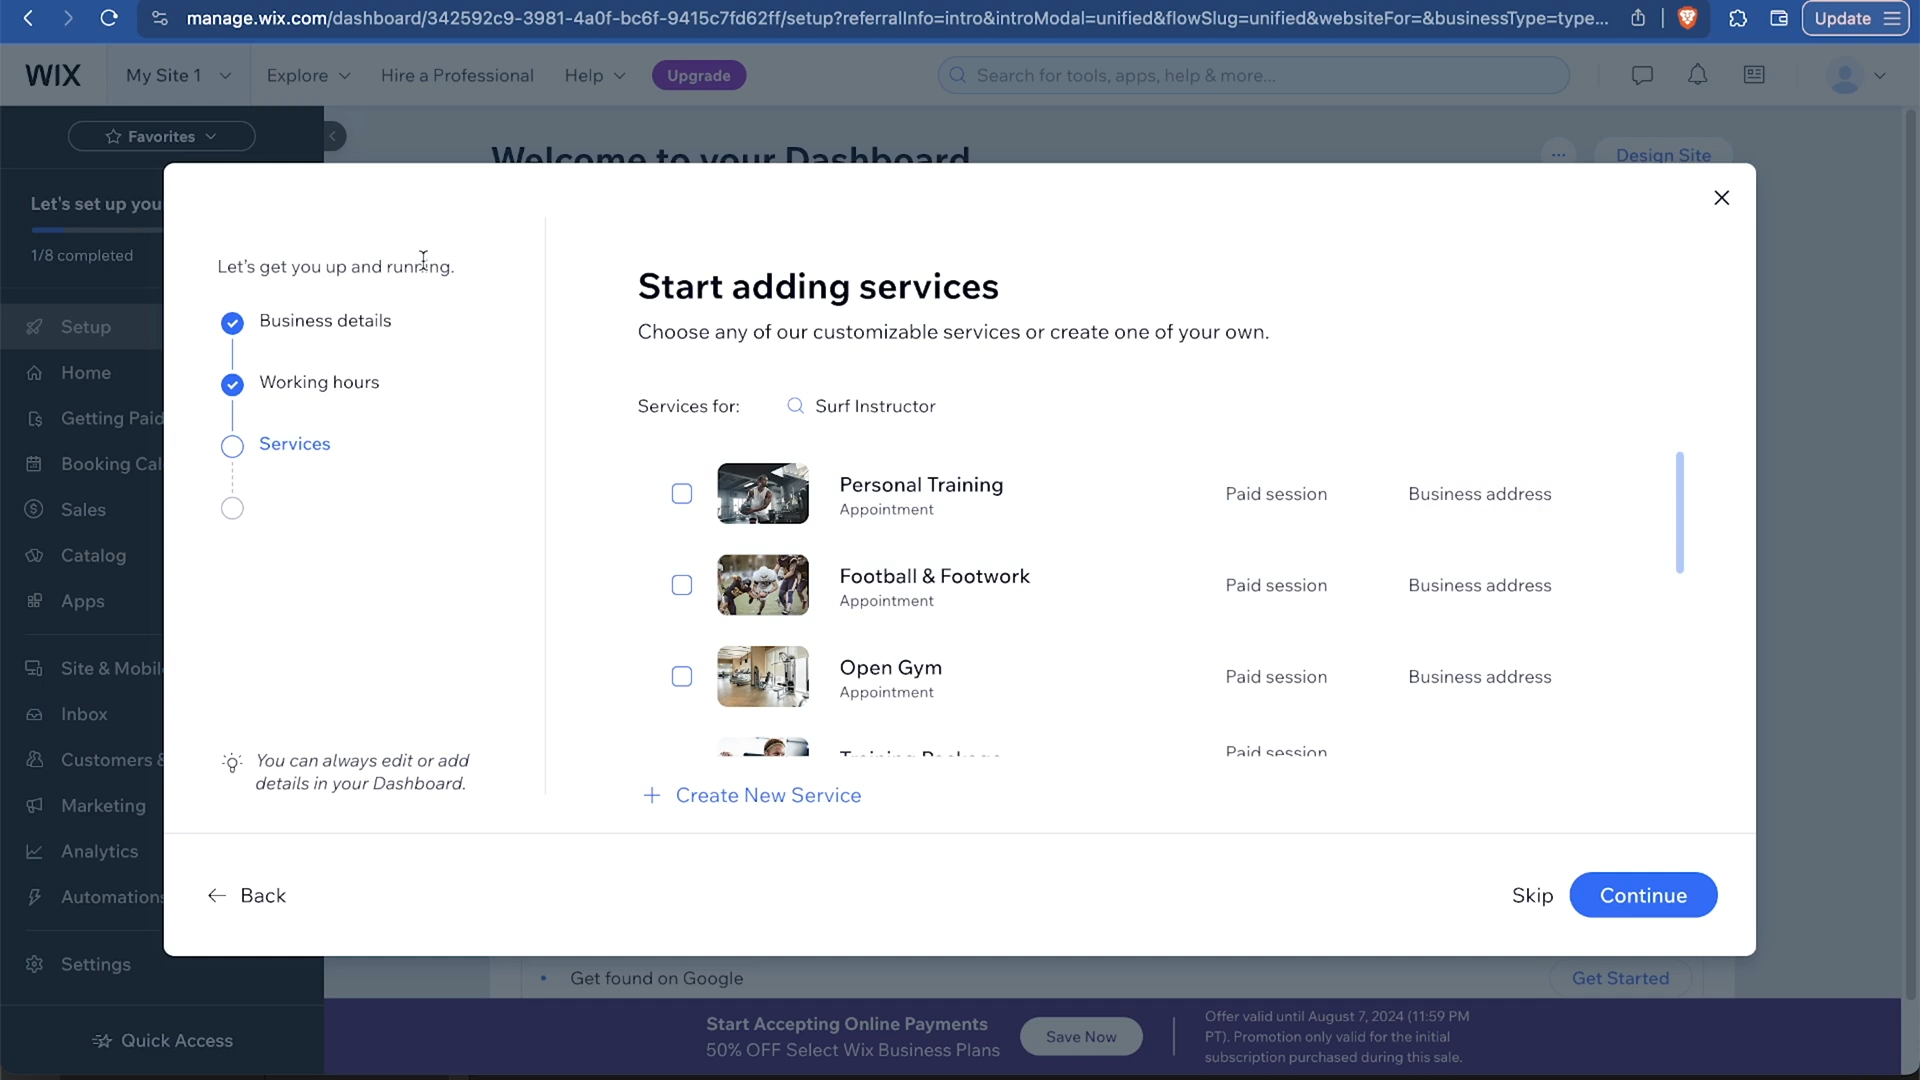 manage.wix.com/dashboard/342592c9-3981-4a0f-bc6f-9415c7fd62ff/setup?referralInfo=intro&introModal=unified&flowSlug=unified&websiteFor=&businessType=type...
Update
WIX
My Site 1
Explore
Hire a Professional
Help
Upgrade
Search for tools, apps, help & more...
Favorites
Welcome to your Dashboard
Design Site
Let's set up you
1/8 completed
Setup
Home
Getting Paid
Booking Cal
Sales
Catalog
Apps
Site & Mobil
Inbox
Customers &
Marketing
Analytics
Automations
Settings
Quick Access
Let's get you up and running.
Business details
Working hours
Services
You can always edit or add
details in your Dashboard.
Start adding services
Choose any of our customizable services or create one of your own.
Services for:
Surf Instructor
Personal Training
Appointment
Paid session
Business address
Football & Footwork
Appointment
Paid session
Business address
Open Gym
Appointment
Paid session
Business address
Training Package
Paid session
+ Create New Service
Back
Skip
Continue
Get found on Google
Get Started
Start Accepting Online Payments
50% OFF Select Wix Business Plans
Save Now
Offer valid until August 7, 2024 (11:59 PM
PT). Promotion only valid for the initial
subscription purchased during this sale.